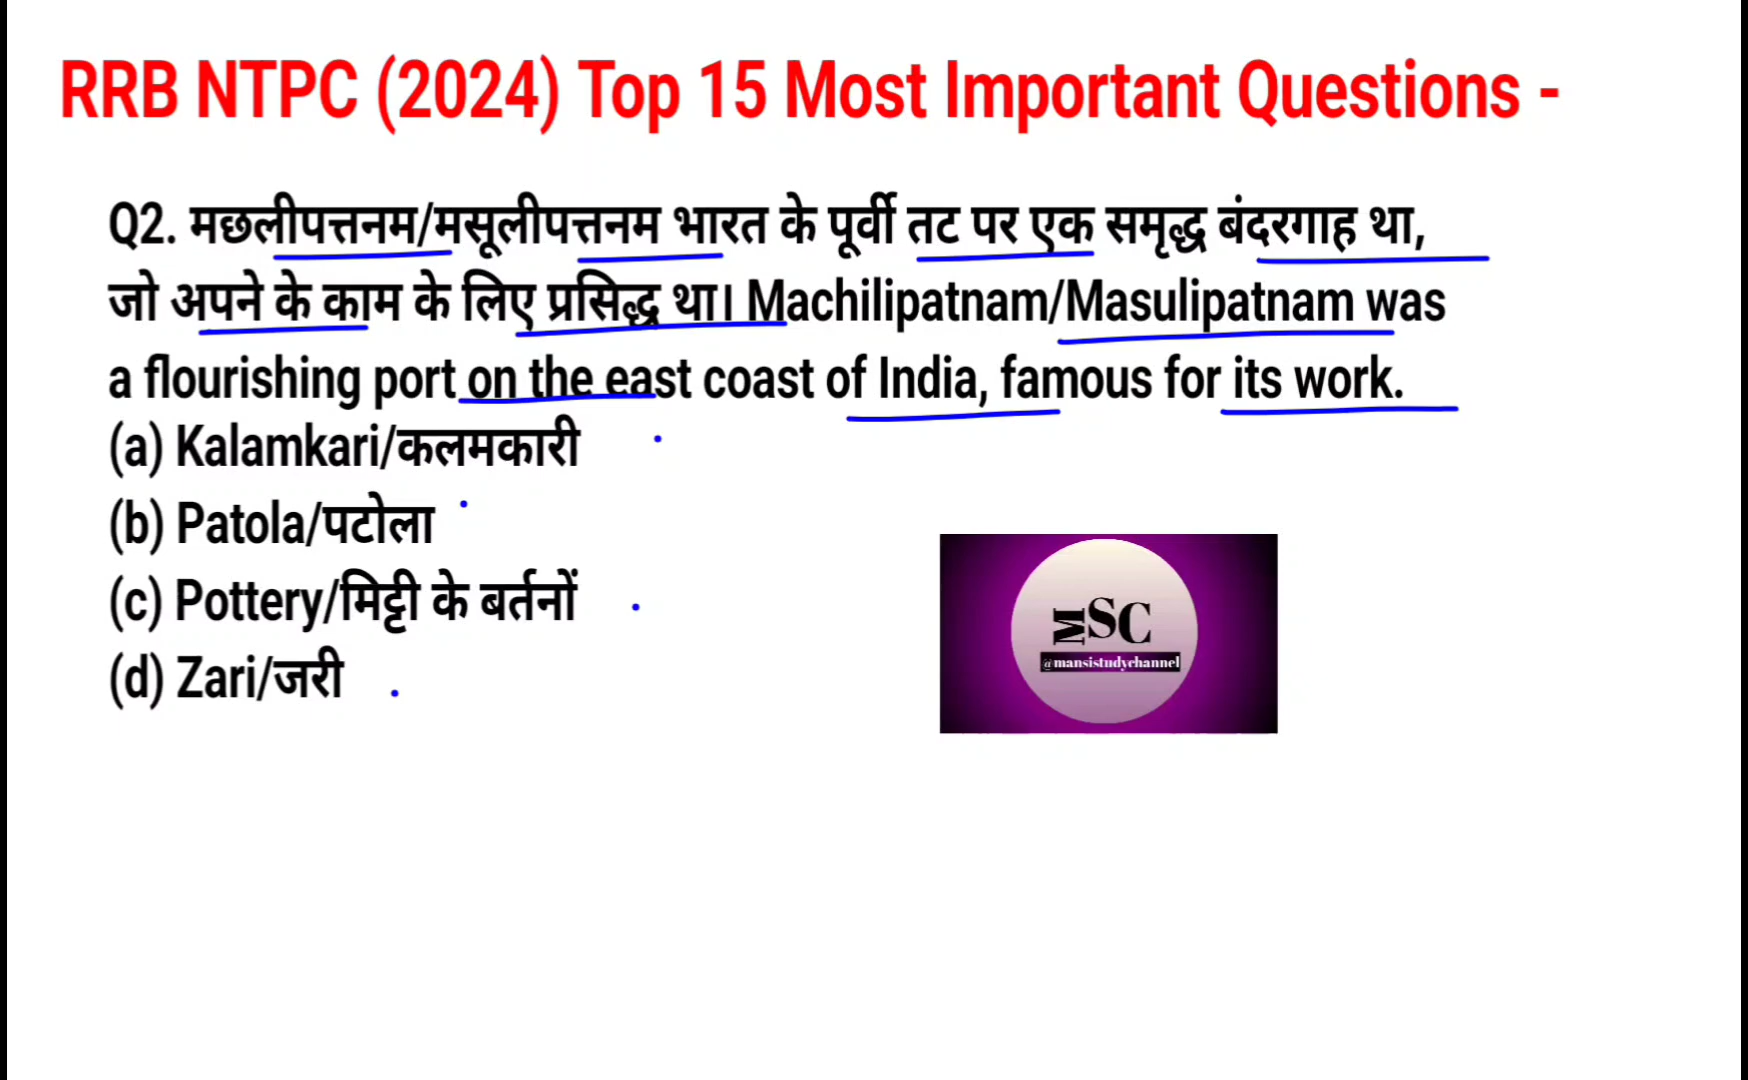 RRB NTPC (2024) Top 15 Most Important Questions -
Q2. मछलीपत्तनम/मसूलीपत्तनम भारत के पूर्वी तट पर एक समृद्ध बंदरगाह था,
जो अपने के काम के लिए प्रसिद्ध था। Machilipatnam/Masulipatnam was
a flourishing port on the east coast of India, famous for its work.
(a) Kalamkari/कलमकारी
(b) Patola/पटोला
(c) Pottery/मिट्टी के बर्तनों
(d) Zari/जरी
MSC
@mansistudychannel